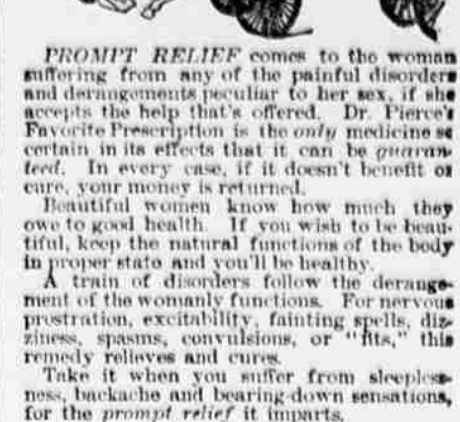 PROMPT RELIEF comes to the woman
suffering from any of the painful disorders
and derangements peculiar to her sex, if she
accepts the help that's offered. Dr. Pierce's
Favorite Prescription is the only medicine so
certain in its effects that it can be guaran-
teed. In every case, if it doesn't benefit or
cure, your money is returned.
Beautiful women know how much they
owe to good health. If you wish to be beau-
tiful, keep the natural functions of the body
in proper state and you'll be healthy.
A train of disorders follow the derange-
ment of the womanly functions. For nervous
prostration, excitability, fainting spells, diz-
ziness, spasms, convulsions, or "fits," this
remedy relieves and cures.
Take it when you suffer from sleepless-
ness, backache and bearing-down sensations,
for the prompt relief it imparts.